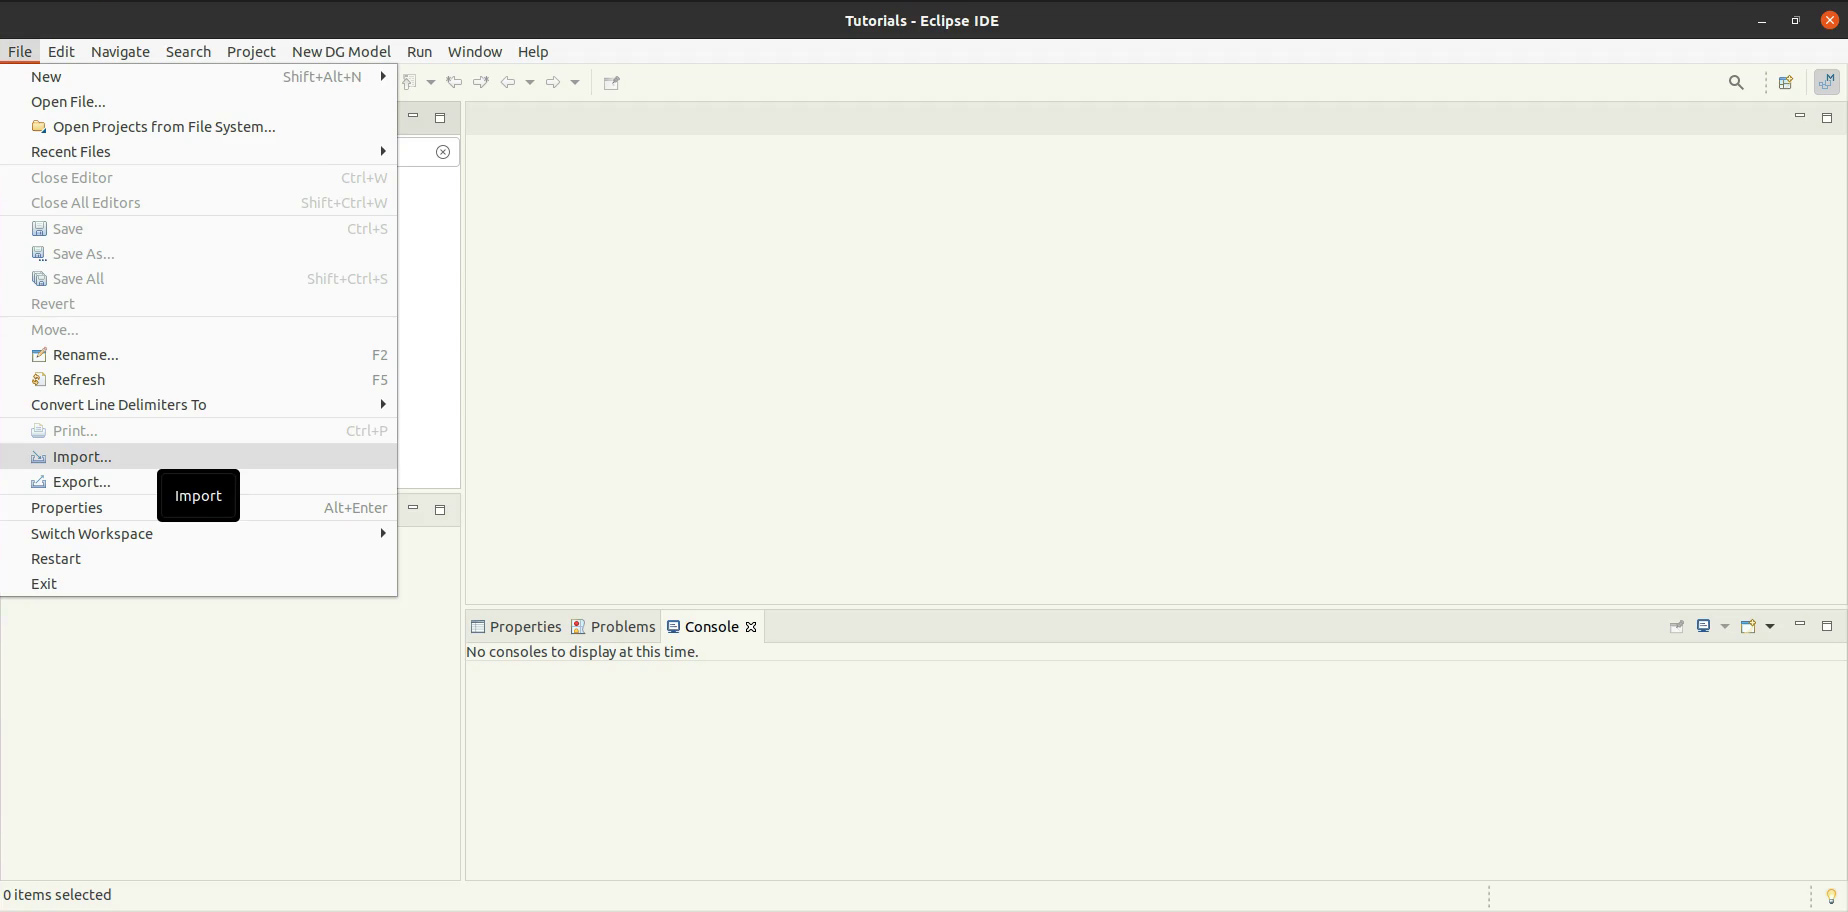 Tutorials - Eclipse IDE
File Edit Navigate Search Project New DG Model Run Window Help
New Shift+Alt+N
Open File...
Open Projects from File System...
Recent Files
Close Editor Ctrl+W
Close All Editors Shift+Ctrl+W
Save Ctrl+S
Save As...
Save All Shift+Ctrl+S
Revert
Move...
Rename... F2
Refresh F5
Convert Line Delimiters To
Print... Ctrl+P
Import...
Export...
Import
Properties Alt+Enter
Switch Workspace
Restart
Exit
Properties Problems Console
No consoles to display at this time.
0 items selected